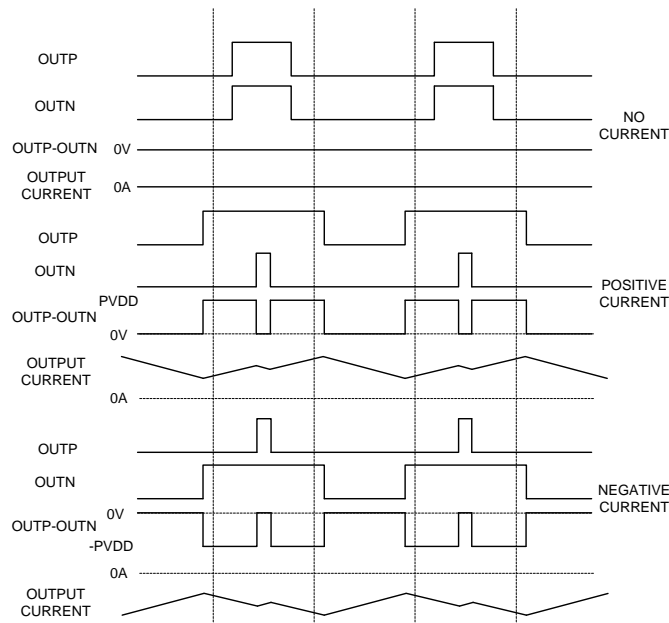 OUTP
OUTN
NO
CURRENT
OUTP-OUTN 0V
OUTPUT
CURRENT
0A
OUTP
OUTN
POSITIVE
CURRENT
PVDD
OUTP-OUTN
0V
OUTPUT
CURRENT
0A
OUTP
OUTN
NEGATIVE
CURRENT
0V
OUTP-OUTN
-PVDD
0A
OUTPUT
CURRENT